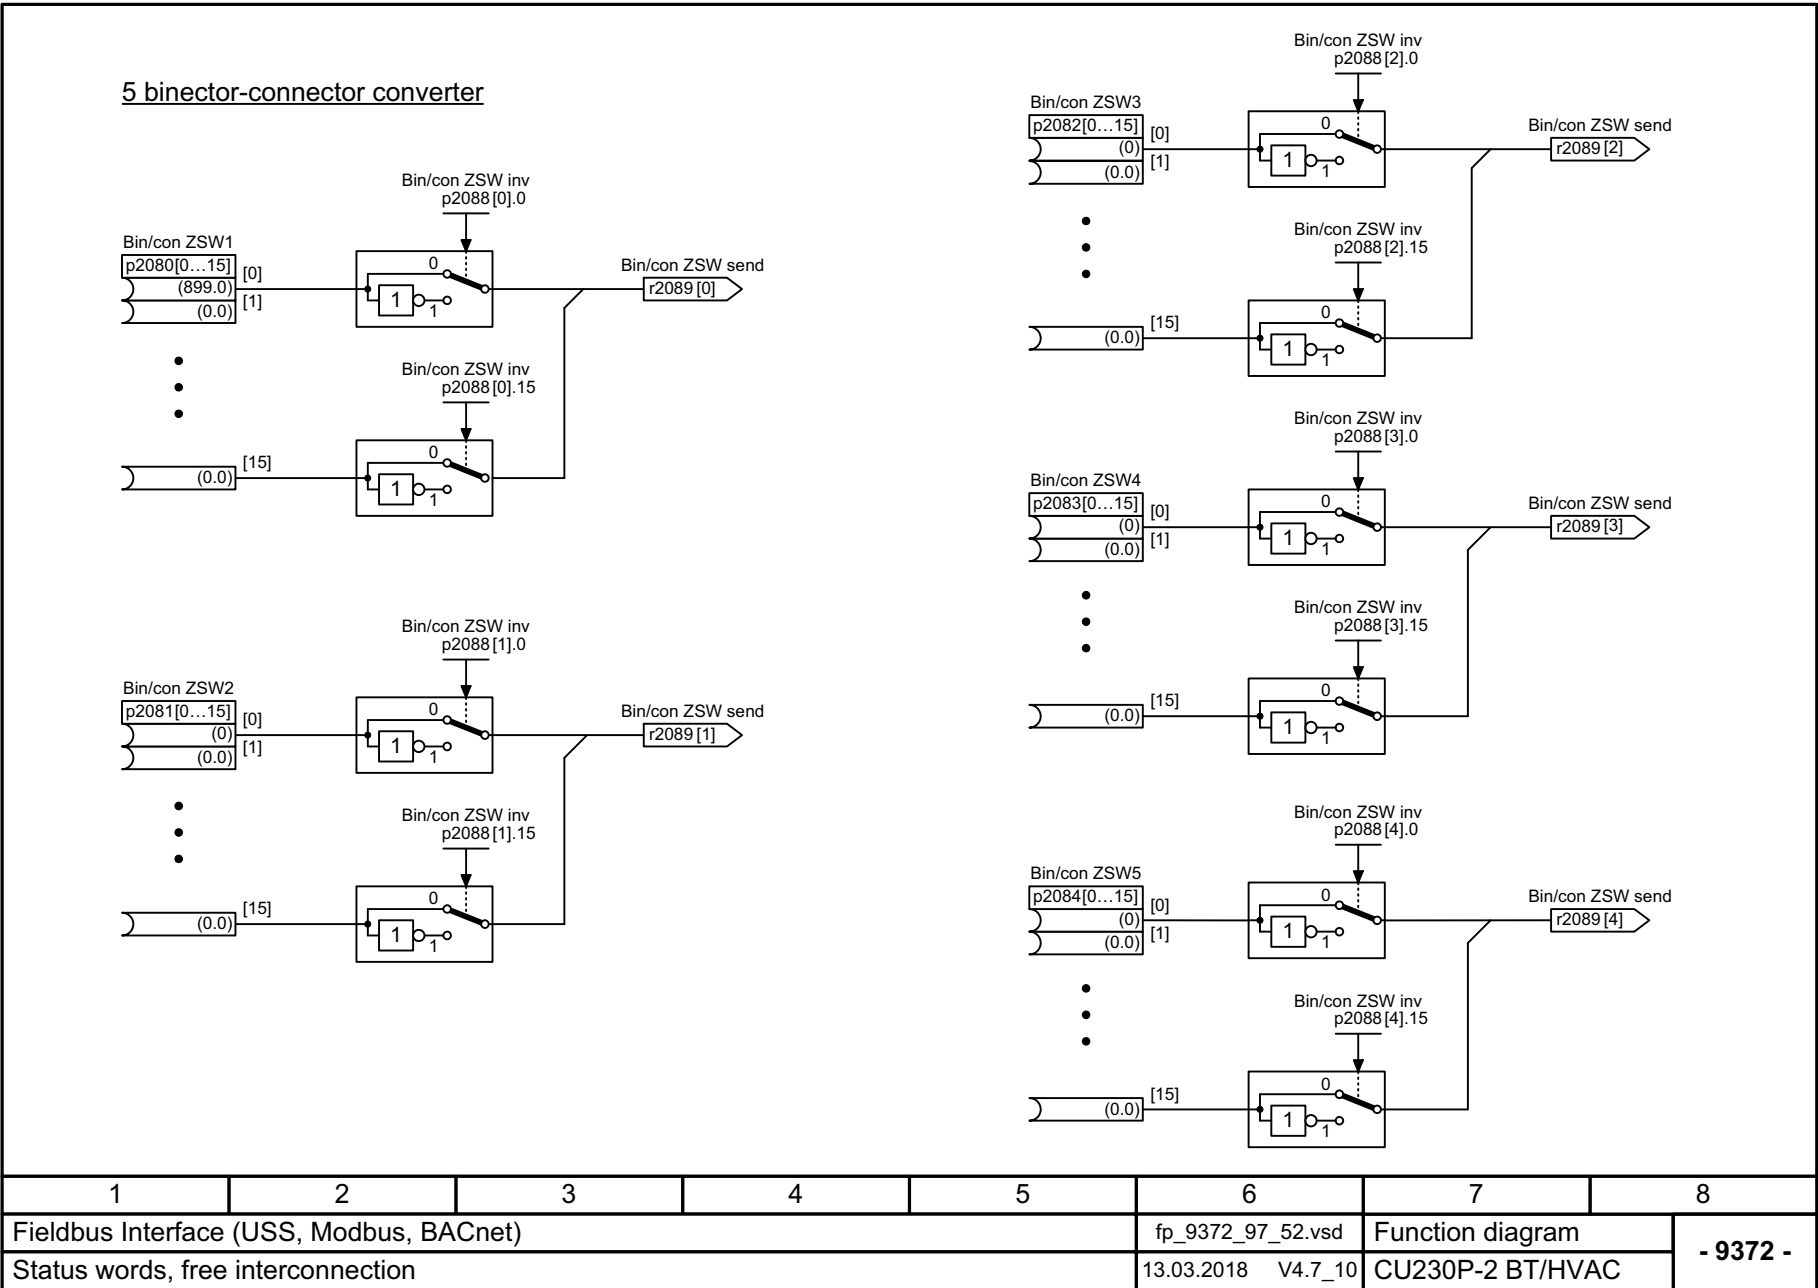 5 binector-connector converter
Bin/con ZSW inv
p2088[0].0
Bin/con ZSW1
p2080[0...15]
[0]
(899.0)
[1]
(0.0)
0
1
1
Bin/con ZSW send
r2089[0]
Bin/con ZSW inv
p2088[0].15
[15]
(0.0)
0
1
1
Bin/con ZSW inv
p2088[1].0
Bin/con ZSW2
p2081[0...15]
[0]
(0)
[1]
(0.0)
0
1
1
Bin/con ZSW send
r2089[1]
Bin/con ZSW inv
p2088[1].15
[15]
(0.0)
0
1
1
Bin/con ZSW inv
p2088[2].0
Bin/con ZSW3
p2082[0...15]
[0]
(0)
[1]
(0.0)
0
1
1
Bin/con ZSW send
r2089[2]
Bin/con ZSW inv
p2088[2].15
[15]
(0.0)
0
1
1
Bin/con ZSW inv
p2088[3].0
Bin/con ZSW4
p2083[0...15]
[0]
(0)
[1]
(0.0)
0
1
1
Bin/con ZSW send
r2089[3]
Bin/con ZSW inv
p2088[3].15
[15]
(0.0)
0
1
1
Bin/con ZSW inv
p2088[4].0
Bin/con ZSW5
p2084[0...15]
[0]
(0)
[1]
(0.0)
0
1
1
Bin/con ZSW send
r2089[4]
Bin/con ZSW inv
p2088[4].15
[15]
(0.0)
0
1
1
1 2 3 4 5 6 7 8
Fieldbus Interface (USS, Modbus, BACnet) fp_9372_97_52.vsd Function diagram
- 9372 -
Status words, free interconnection 13.03.2018 V4.7_10 CU230P-2 BT/HVAC